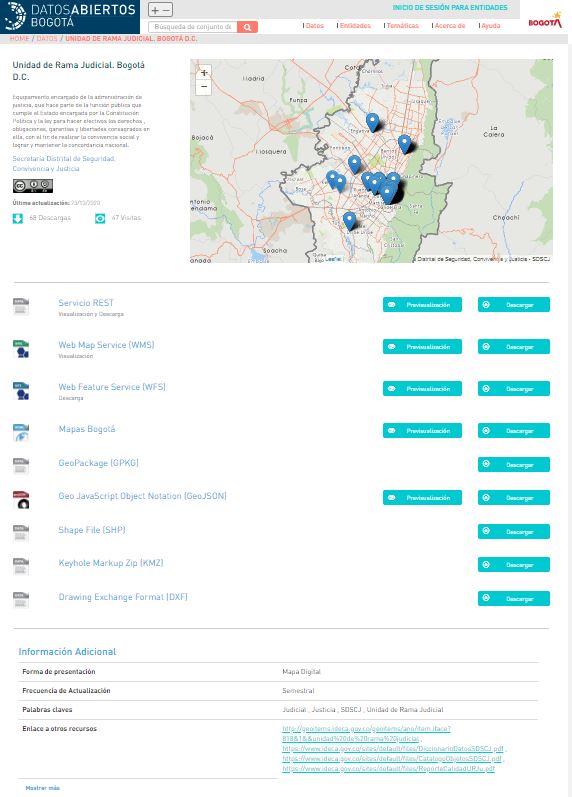 DATOSABIERTOS
BOGOTÁ
+ −
INICIO DE SESIÓN PARA ENTIDADES
Búsqueda de conjunto de
| Datos | Entidades | Temáticas | Acerca de | Ayuda
BOGOTÁ
HOME / DATOS / UNIDAD DE RAMA JUDICIAL. BOGOTÁ D.C.
Unidad de Rama Judicial. Bogotá
D.C.
Equipamiento encargado de la administración de
justicia, que hace parte de la función pública que
cumple el Estado encargada por la Constitución
Política y la ley para hacer efectivos los derechos ,
obligaciones, garantías y libertades consagrados en
ella, con el fin de realizar la convivencia social y
lograr y mantener la concordancia nacional.
Secretaría Distrital de Seguridad,
Convivencia y Justicia
Última actualización: 23/10/2020
68 Descargas 47 Visitas
+
−
Cota
Chorrillos
Madrid
Funza
Usaquén
Engativá
La
Calera
Bojacá
Mosquera
Fontibón
Barrios
Unidos
Bosa
Choachí
Soacha
San
Cristóbal
Leaflet
Distrital de Seguridad, Convivencia y Justicia - SDSCJ
Servicio REST
Visualización y Descarga
Previsualización Descargar
Web Map Service (WMS)
Visualización
Previsualización Descargar
Web Feature Service (WFS)
Descarga
Previsualización Descargar
Mapas Bogotá
Previsualización Descargar
GeoPackage (GPKG)
Descargar
Geo JavaScript Object Notation (GeoJSON)
Previsualización Descargar
Shape File (SHP)
Descargar
Keyhole Markup Zip (KMZ)
Descargar
Drawing Exchange Format (DXF)
Descargar
Información Adicional
Forma de presentación Mapa Digital
Frecuencia de Actualización Semestral
Palabras claves Judicial , Justicia , SDSCJ , Unidad de Rama Judicial
Enlace a otros recursos http://geoitems.ideca.gov.co/geoitems/ano/item.iface?
818&1&&unidad%20de%20rama%20judicial ,
https://www.ideca.gov.co/sites/default/files/DiccionarioDatosSDSCJ.pdf ,
https://www.ideca.gov.co/sites/default/files/CatalogoObjetosSDSCJ.pdf ,
https://www.ideca.gov.co/sites/default/files/ReporteCalidadURJu.pdf
Mostrar más